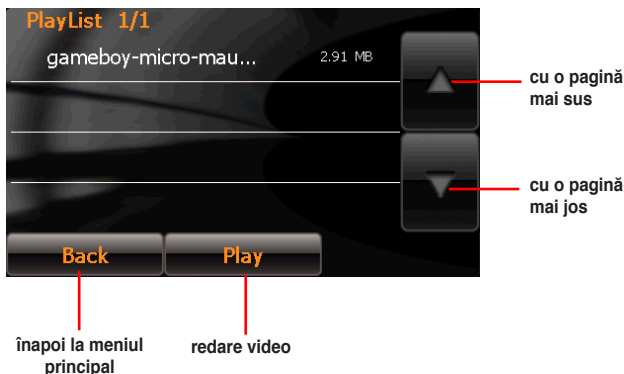 PlayList 1/1
gameboy-micro-mau... 2.91 MB
cu o pagină
mai sus
cu o pagină
mai jos
Back Play
înapoi la meniul
principal
redare video